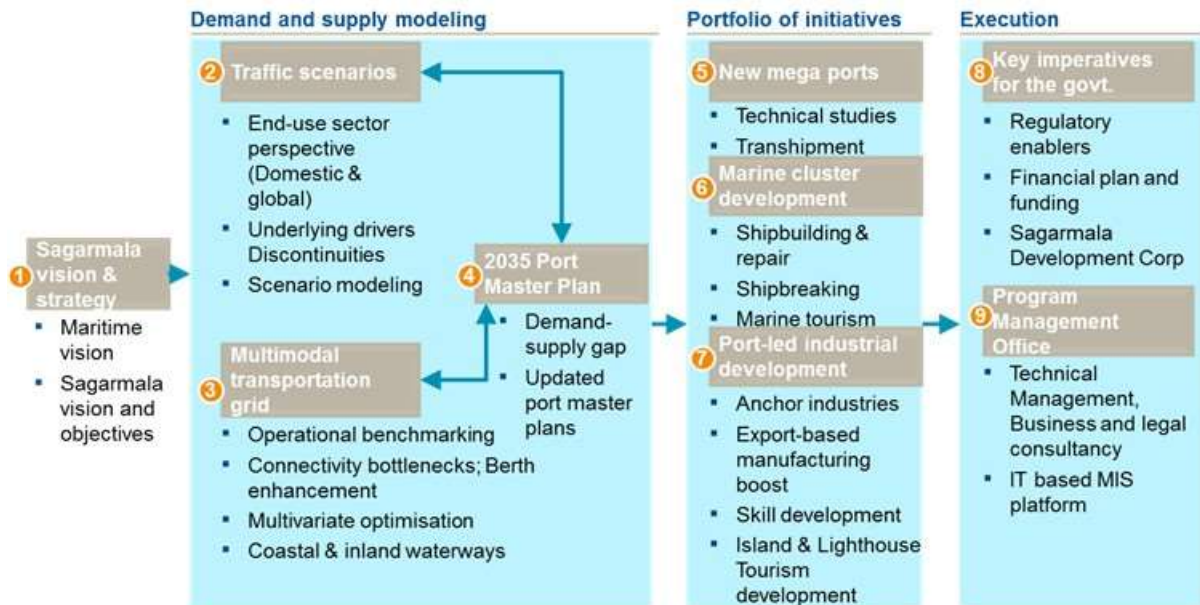 Demand and supply modeling
Portfolio of initiatives
Execution
1
Sagarmala
vision &
strategy
▪ Maritime
vision
▪ Sagarmala
vision and
objectives
2
Traffic scenarios
▪ End-use sector
perspective
(Domestic &
global)
▪ Underlying drivers
Discontinuities
▪ Scenario modeling
3
Multimodal
transportation
grid
▪ Operational benchmarking
▪ Connectivity bottlenecks; Berth
enhancement
▪ Multivariate optimisation
▪ Coastal & inland waterways
4
2035 Port
Master Plan
▪ Demand-
supply gap
▪ Updated
port master
plans
5
New mega ports
▪ Technical studies
▪ Transhipment
6
Marine cluster
development
▪ Shipbuilding &
repair
▪ Shipbreaking
▪ Marine tourism
7
Port-led industrial
development
▪ Anchor industries
▪ Export-based
manufacturing
boost
▪ Skill development
▪ Island & Lighthouse
Tourism
development
8
Key imperatives
for the govt.
▪ Regulatory
enablers
▪ Financial plan and
funding
▪ Sagarmala
Development Corp
9
Program
Management
Office
▪ Technical
Management,
Business and legal
consultancy
▪ IT based MIS
platform